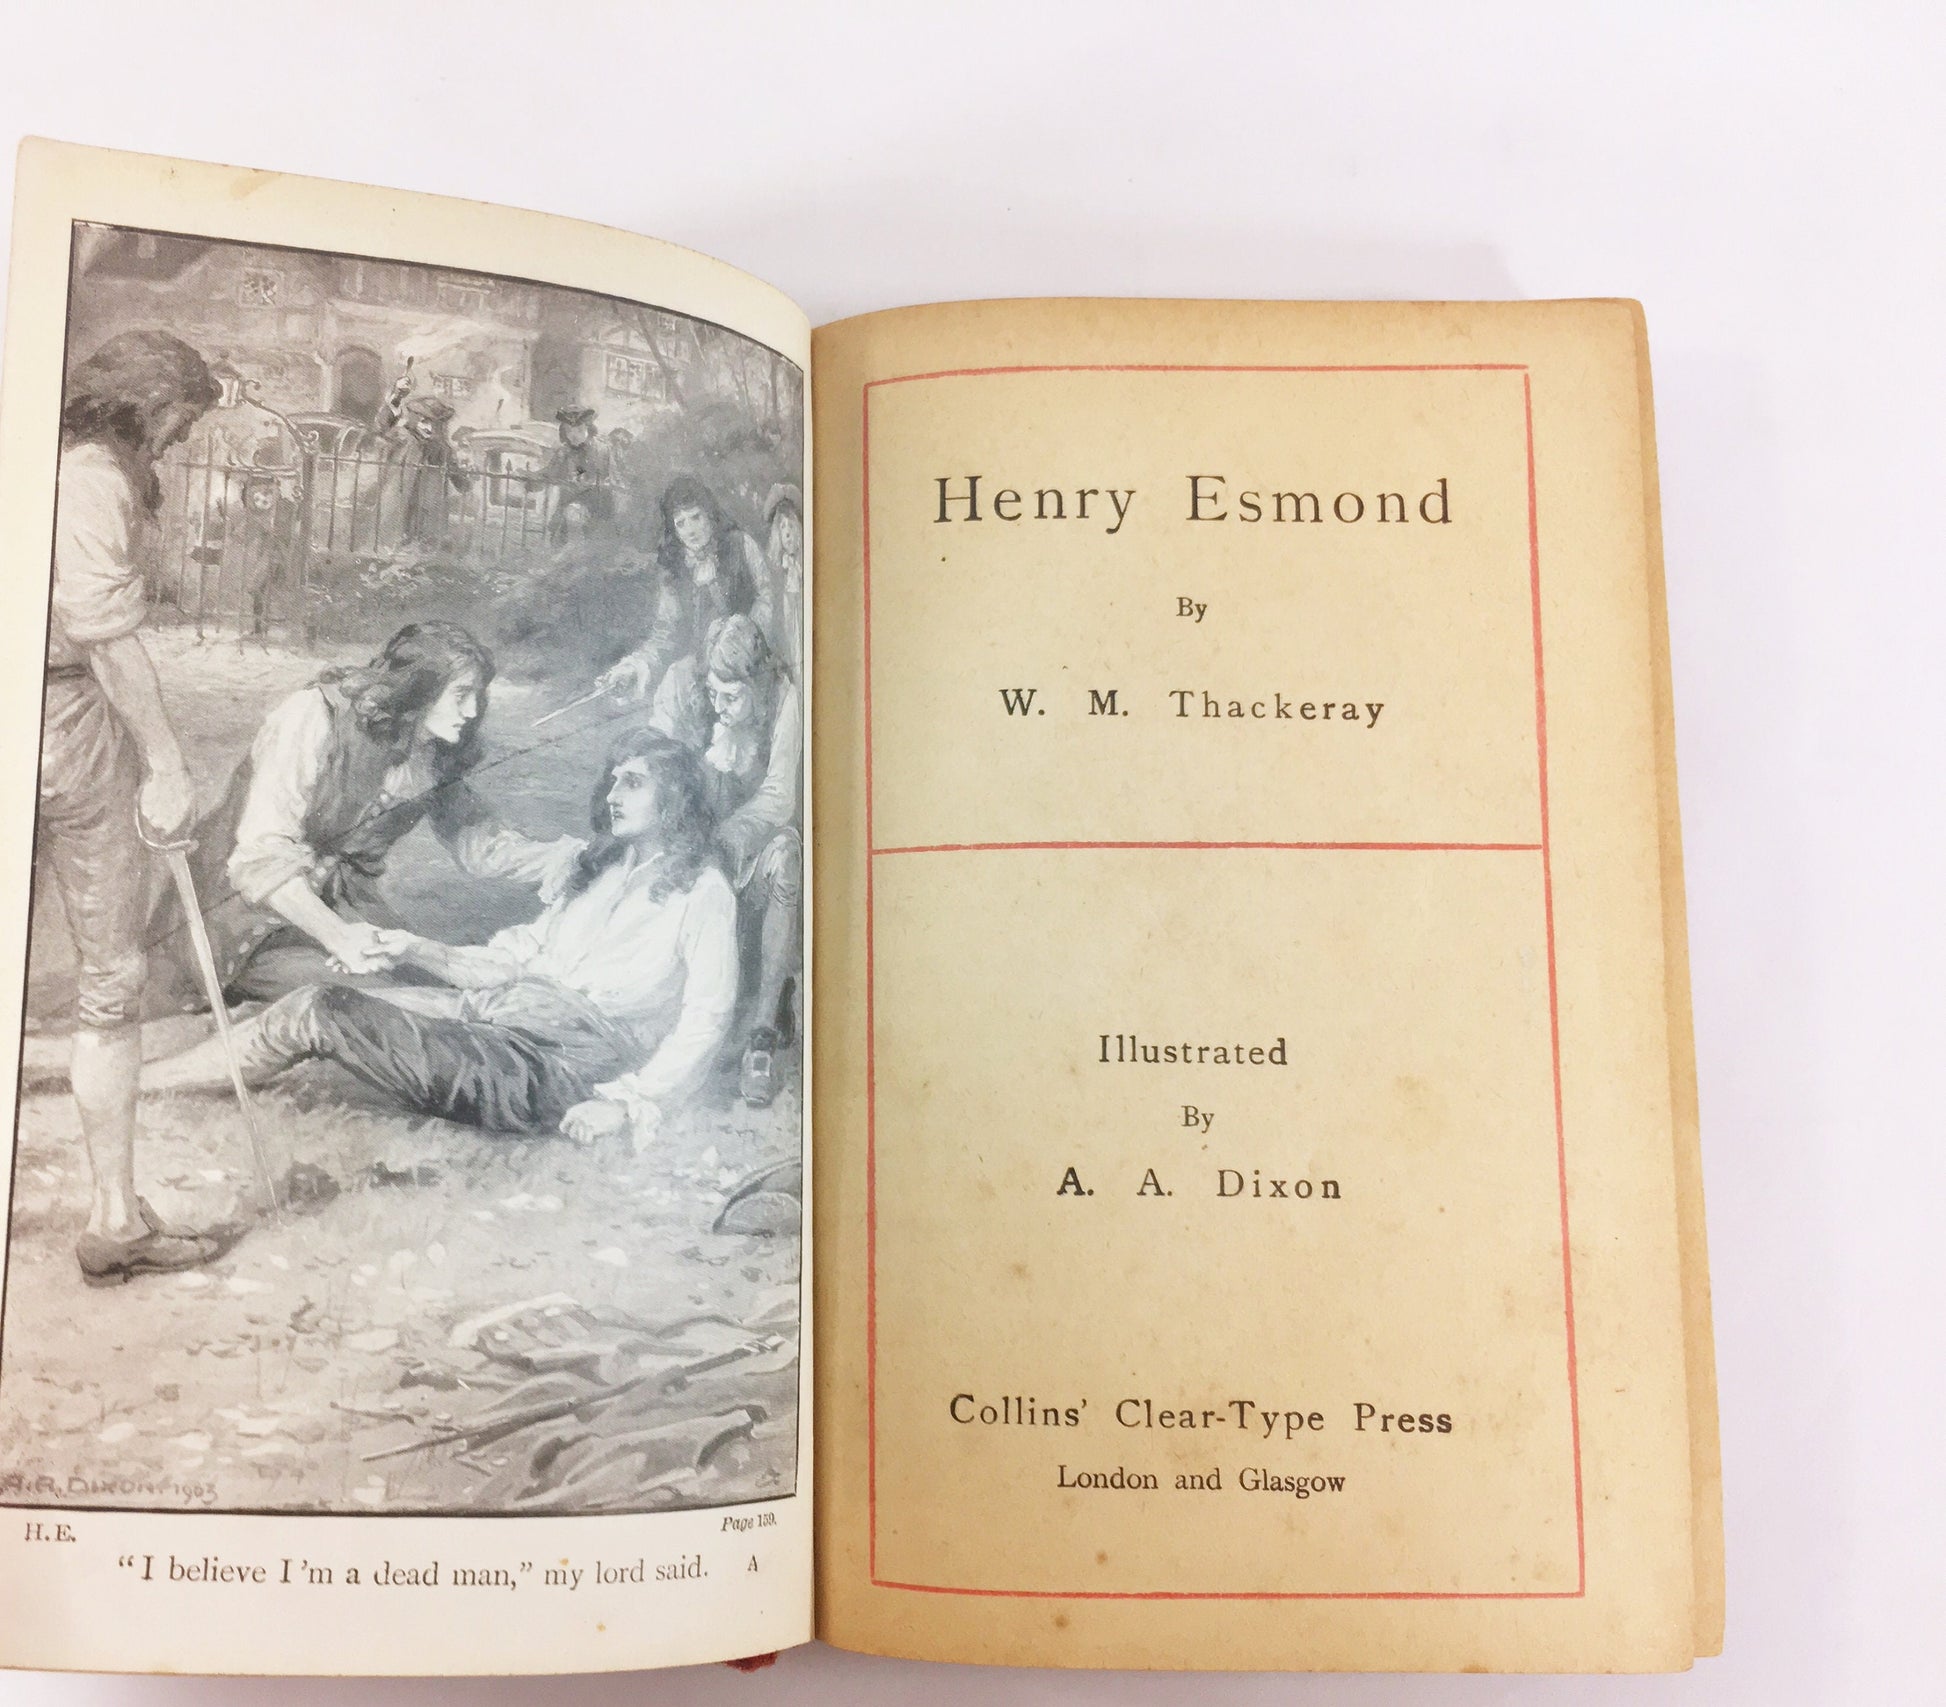 A. A. DIXON. 1903
H. E.
Page 159.
"I believe I'm a dead man," my lord said.
A
Henry Esmond
By
W. M. Thackeray
Illustrated
By
A. A. Dixon
Collins' Clear-Type Press
London and Glasgow